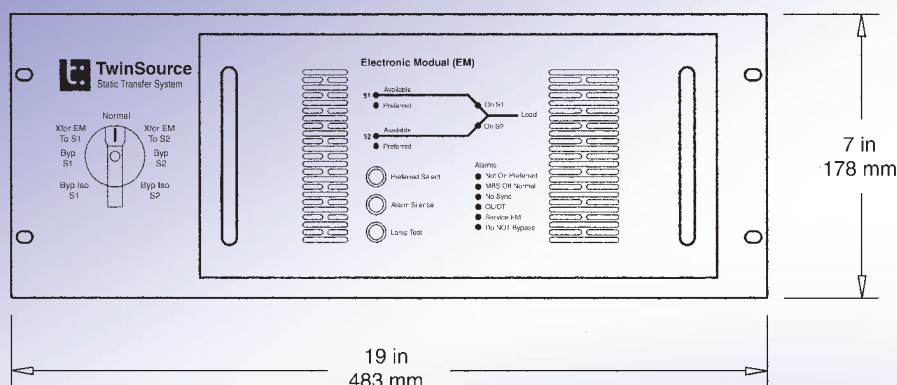 TwinSource
Static Transfer System
Normal
Xfer EM
To S1
Xfer EM
To S2
Byp
S1
Byp
S2
Byp Iso
S1
Byp Iso
S2
Electronic Modual (EM)
S1
Available
Preferred
On S1
Load
S2
Available
On S2
Preferred
Preferred Select
Alarm Silence
Lamp Test
Alarms
Not On Preferred
MBS Off Normal
No Sync
OL/OT
Service EM
Do NOT Bypass
7 in
178 mm
19 in
483 mm